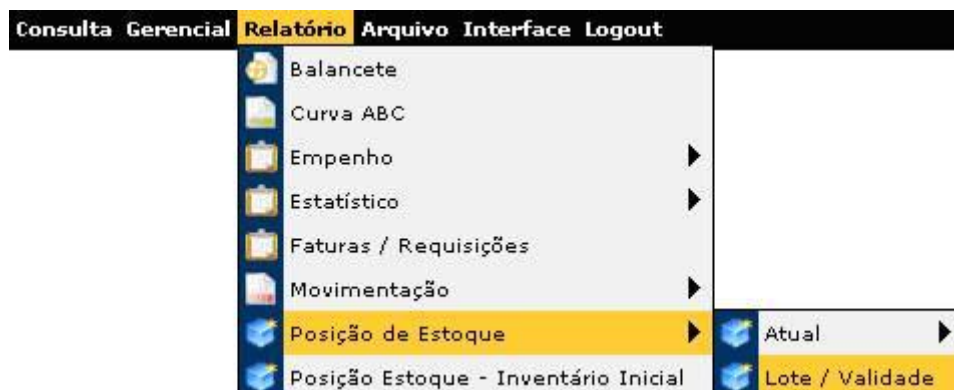 Consulta Gerencial Relatório Arquivo Interface Logout
Balancete
Curva ABC
Empenho
Estatístico
Faturas / Requisições
Movimentação
Posição de Estoque
Atual
Posição Estoque - Inventário Inicial
Lote / Validade